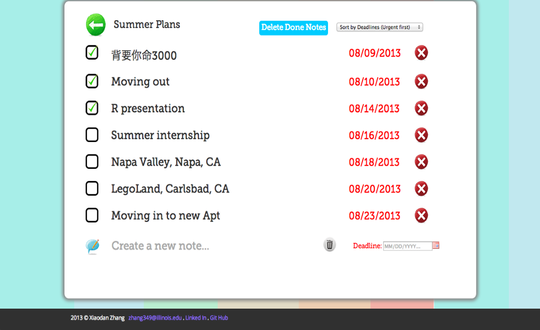 Summer Plans
Delete Done Notes
Sort by Deadlines (Urgent first)
背要你命3000 08/09/2013
Moving out 08/10/2013
R presentation 08/14/2013
Summer internship 08/16/2013
Napa Valley, Napa, CA 08/18/2013
LegoLand, Carlsbad, CA 08/20/2013
Moving in to new Apt 08/23/2013
Create a new note... Deadline: MM/DD/YYYY...
2013 © Xiaodan Zhang zhang349@illinois.edu . Linked in . Git Hub